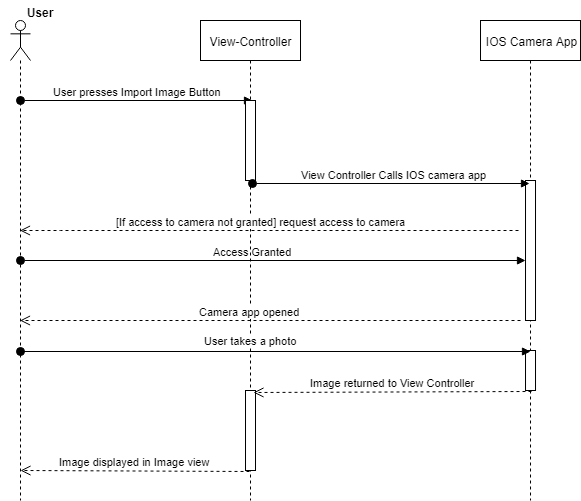 User
View-Controller
IOS Camera App
User presses Import Image Button
View Controller Calls IOS camera app
[If access to camera not granted] request access to camera
Access Granted
Camera app opened
User takes a photo
Image returned to View Controller
Image displayed in Image view